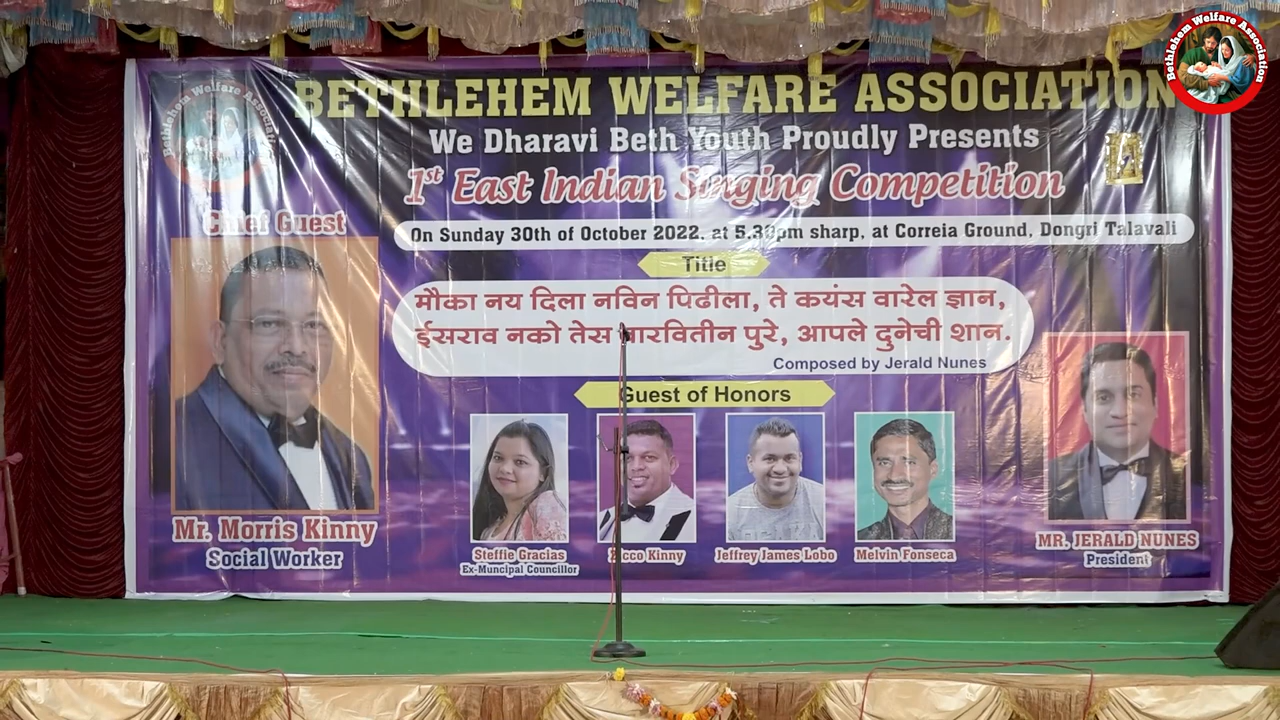 BETHLEHEM WELFARE ASSOCIATION
We Dharavi Beth Youth Proudly Presents
1st East Indian Singing Competition
On Sunday 30th of October 2022, at 5.30pm sharp, at Correia Ground, Dongri Talavali
Title
मौका नय दिला नविन पिढीला, ते कयंस वारेल ज्ञान,
ईसराव नको तेस पुरे, आपले दुनेची शान.
Composed by Jerald Nunes
Guest of Honors
Chief Guest
Mr. Morris Kinny
Social Worker
Steffie Gracias
Ex-Muncipal Councillor
Kinny
Jeffrey James Lobo
Melvin Fonseca
MR. JERALD NUNES
President
Bethlehem Welfare Association
Bethlehem Welfare Association